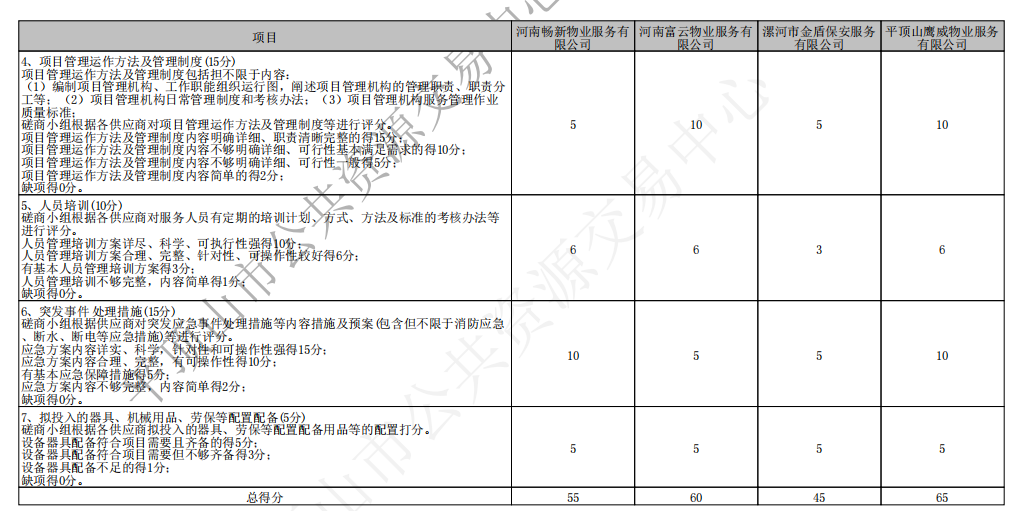 项目
河南畅新物业服务有
限公司
河南富云物业服务有
限公司
漯河市金盾保安服务
有限公司
平顶山鹰威物业服务
有限公司
4、项目管理运作方法及管理制度(15分)
项目管理运作方法及管理制度包括担不限于内容:
(1)编制项目管理机构、工作职能组织运行图，阐述项目管理机构的管理职责、职责分
工等；(2)项目管理机构日常管理制度和考核办法；(3)项目管理机构服务管理作业
质量标准；
磋商小组根据各供应商对项目管理运作方法及管理制度等进行评分。
项目管理运作方法及管理制度内容明确详细、职责清晰完整的得15分；
项目管理运作方法及管理制度内容不够明确详细、可行性基本满足需求的得10分；
项目管理运作方法及管理制度内容不够明确详细、可行性一般得5分；
项目管理运作方法及管理制度内容简单的得2分；
缺项得0分。
5
10
5
10
5、人员培训(10分)
磋商小组根据各供应商对服务人员有定期的培训计划、方式、方法及标准的考核办法等
进行评分。
人员管理培训方案详尽、科学、可执行性强得10分；
人员管理培训方案合理、完整、针对性、可操作性较好得6分；
有基本人员管理培训方案得3分；
人员管理培训不够完整，内容简单得1分；
缺项得0分。
6
6
3
6
6、突发事件处理措施(15分)
磋商小组根据供应商对突发应急事件处理措施等内容措施及预案(包含但不限于消防应急
、断水、断电等应急措施)等进行评分。
应急方案内容详实、科学、针对性和可操作性强得15分；
应急方案内容合理、完整，有可操作性得10分；
有基本应急保障措施得5分；
应急方案内容不够完整，内容简单得2分；
缺项得0分。
10
5
5
10
7、拟投入的器具、机械用品、劳保等配置配备(5分)
磋商小组根据各供应商拟投入的器具、劳保等配置配备用品等的配置打分。
设备器具配备符合项目需要且齐备的得5分；
设备器具配备符合项目需要但不够齐备得3分；
设备器具配备不足的得1分；
缺项得0分。
5
5
5
5
总得分
55
60
45
65
平顶山市公共资源交易中心
山市公共资源交易中心